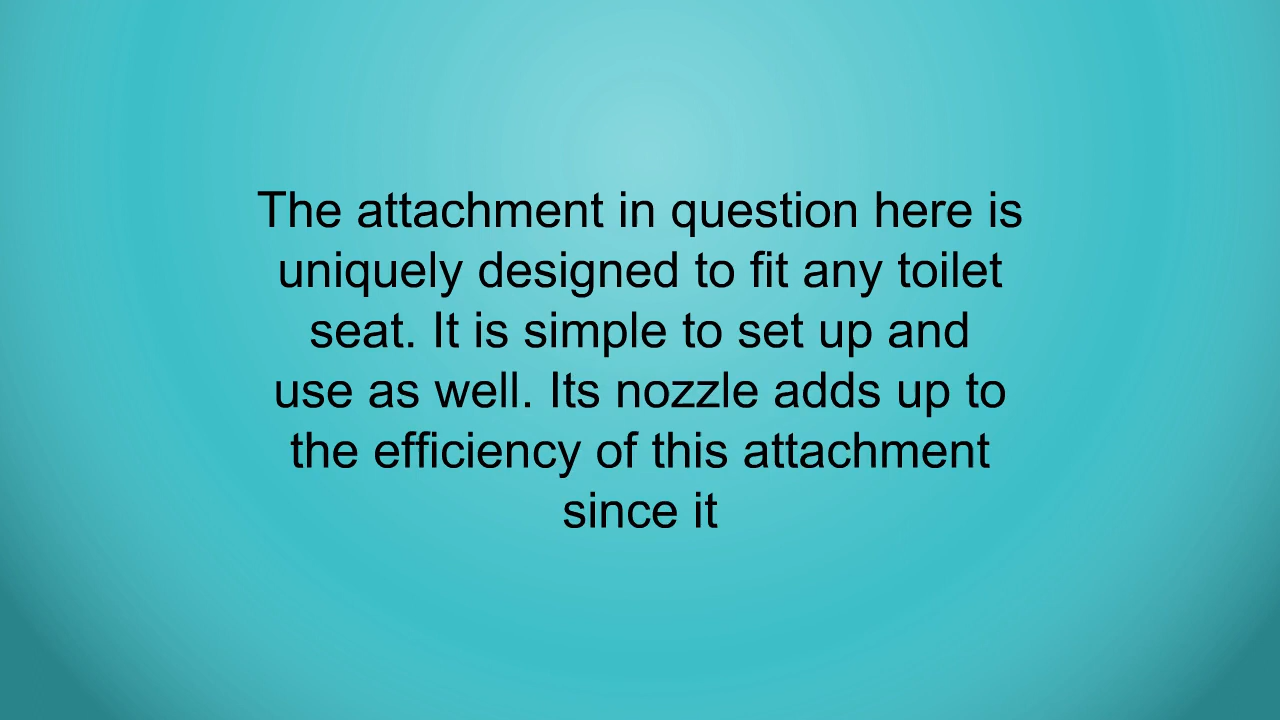 The attachment in question here is
uniquely designed to fit any toilet
seat. It is simple to set up and
use as well. Its nozzle adds up to
the efficiency of this attachment
since it